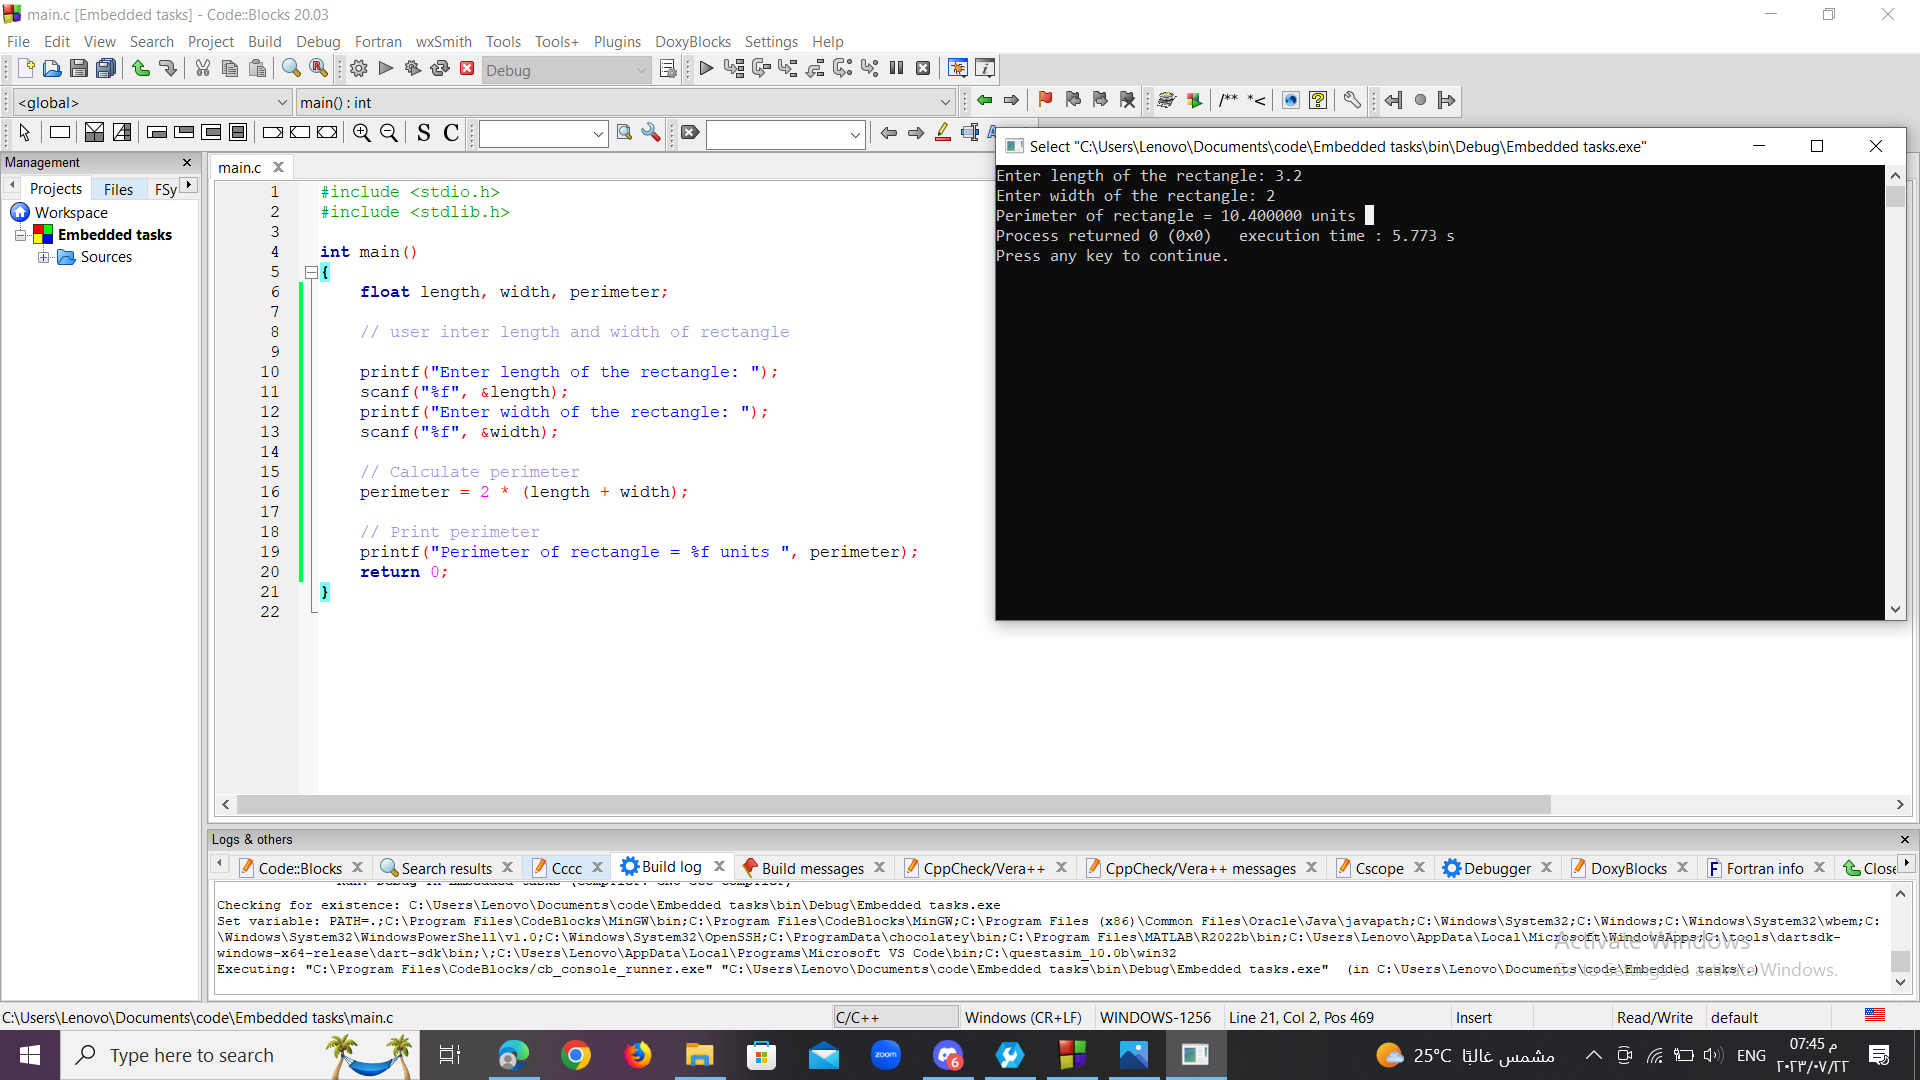 main.c [Embedded tasks] - Code::Blocks 20.03
File Edit View Search Project Build Debug Fortran wxSmith Tools Tools+ Plugins DoxyBlocks Settings Help
Debug
<global>
main() : int
/** *<
S C
Management
Projects Files FSy
Workspace
Embedded tasks
Sources
main.c
1 #include <stdio.h>
2 #include <stdlib.h>
3
4 int main()
5 {
6 float length, width, perimeter;
7
8 // user inter length and width of rectangle
9
10 printf("Enter length of the rectangle: ");
11 scanf("%f", &length);
12 printf("Enter width of the rectangle: ");
13 scanf("%f", &width);
14
15 // Calculate perimeter
16 perimeter = 2 * (length + width);
17
18 // Print perimeter
19 printf("Perimeter of rectangle = %f units ", perimeter);
20 return 0;
21 }
22
Select "C:\Users\Lenovo\Documents\code\Embedded tasks\bin\Debug\Embedded tasks.exe"
Enter length of the rectangle: 3.2
Enter width of the rectangle: 2
Perimeter of rectangle = 10.400000 units
Process returned 0 (0x0) execution time : 5.773 s
Press any key to continue.
Logs & others
Code::Blocks Search results Cccc Build log Build messages CppCheck/Vera++ CppCheck/Vera++ messages Cscope Debugger DoxyBlocks Fortran info Close
Checking for existence: C:\Users\Lenovo\Documents\code\Embedded tasks\bin\Debug\Embedded tasks.exe
Set variable: PATH=.;C:\Program Files\CodeBlocks\MinGW\bin;C:\Program Files\CodeBlocks\MinGW;C:\Program Files (x86)\Common Files\Oracle\Java\javapath;C:\Windows\System32;C:\Windows;C:\Windows\System32\wbem;C:
\Windows\System32\WindowsPowerShell\v1.0;C:\Windows\System32\OpenSSH;C:\ProgramData\chocolatey\bin;C:\Program Files\MATLAB\R2022b\bin;C:\Users\Lenovo\AppData\Local\Microsoft\WindowsApps;C:\tools\dartsdk-
windows-x64-release\dart-sdk\bin;\;C:\Users\Lenovo\AppData\Local\Programs\Microsoft VS Code\bin;C:\questasim_10.0b\win32
Executing: "C:\Program Files\CodeBlocks/cb_console_runner.exe" "C:\Users\Lenovo\Documents\code\Embedded tasks\bin\Debug\Embedded tasks.exe" (in C:\Users\Lenovo\Documents\code\Embedded tasks\.)
Activate Windows
Go to Settings to activate Windows.
C:\Users\Lenovo\Documents\code\Embedded tasks\main.c
C/C++
Windows (CR+LF) WINDOWS-1256 Line 21, Col 2, Pos 469 Insert Read/Write default
Type here to search
zoom
6
25°C مشمس غالبًا
ENG
07:45 م
٢٠٢٣/٠٧/٢٢